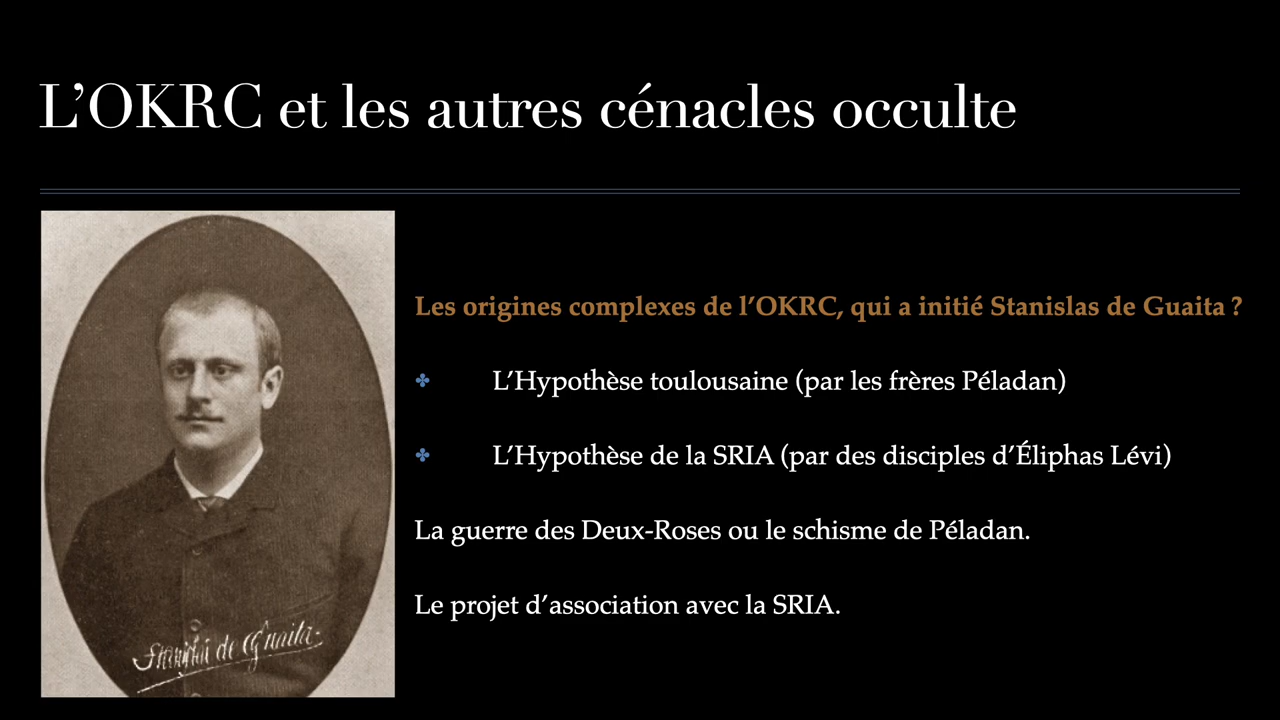 L’OKRC et les autres cénacles occulte
Les origines complexes de l’OKRC, qui a initié Stanislas de Guaita ?
L’Hypothèse toulousaine (par les frères Péladan)
L’Hypothèse de la SRIA (par des disciples d’Éliphas Lévi)
La guerre des Deux-Roses ou le schisme de Péladan.
Le projet d’association avec la SRIA.
Stanislas de Guaita